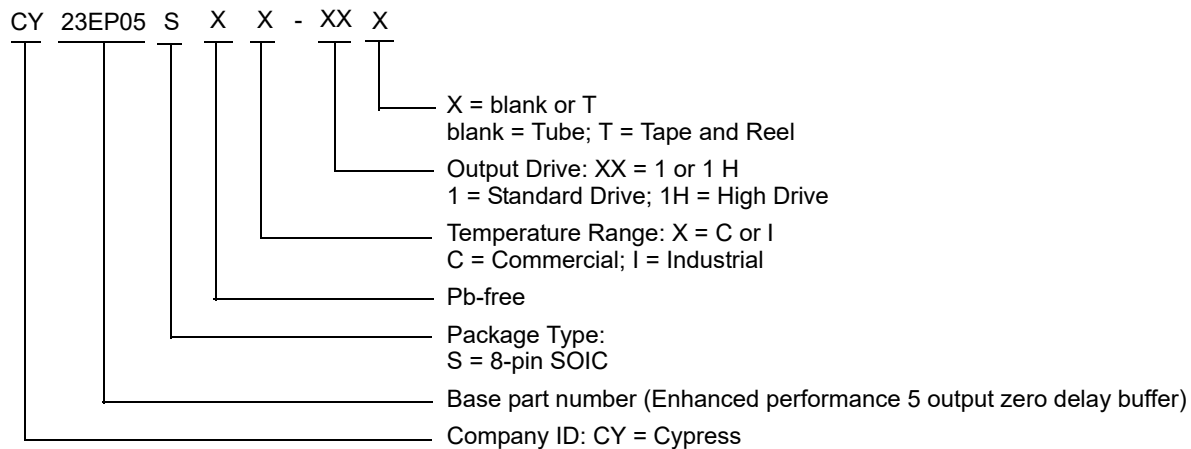 CY 23EP05 S X X - XX X
X = blank or T
blank = Tube; T = Tape and Reel
Output Drive: XX = 1 or 1 H
1 = Standard Drive; 1H = High Drive
Temperature Range: X = C or I
C = Commercial; I = Industrial
Pb-free
Package Type:
S = 8-pin SOIC
Base part number (Enhanced performance 5 output zero delay buffer)
Company ID: CY = Cypress